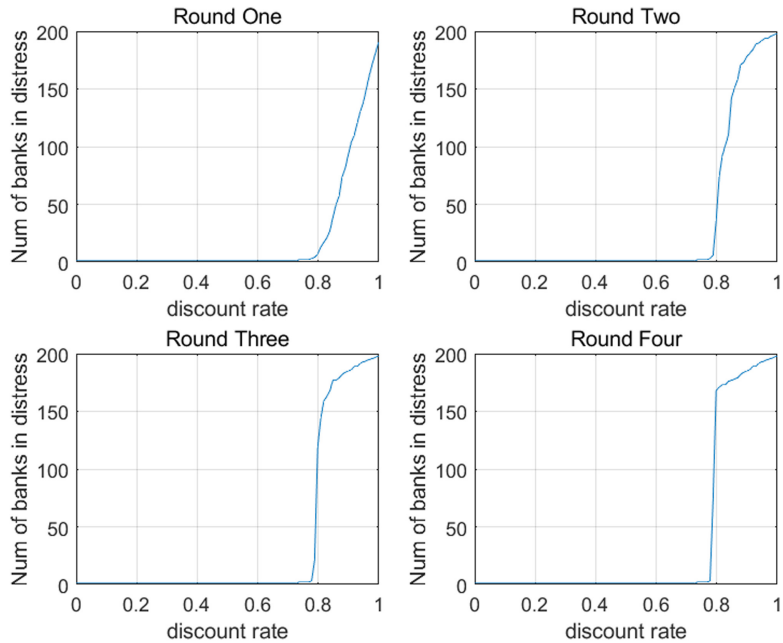 Round One
Num of banks in distress
200
150
100
50
0
0 0.2 0.4 0.6 0.8 1
discount rate
Round Two
Num of banks in distress
200
150
100
50
0
0 0.2 0.4 0.6 0.8 1
discount rate
Round Three
Num of banks in distress
200
150
100
50
0
0 0.2 0.4 0.6 0.8 1
discount rate
Round Four
Num of banks in distress
200
150
100
50
0
0 0.2 0.4 0.6 0.8 1
discount rate